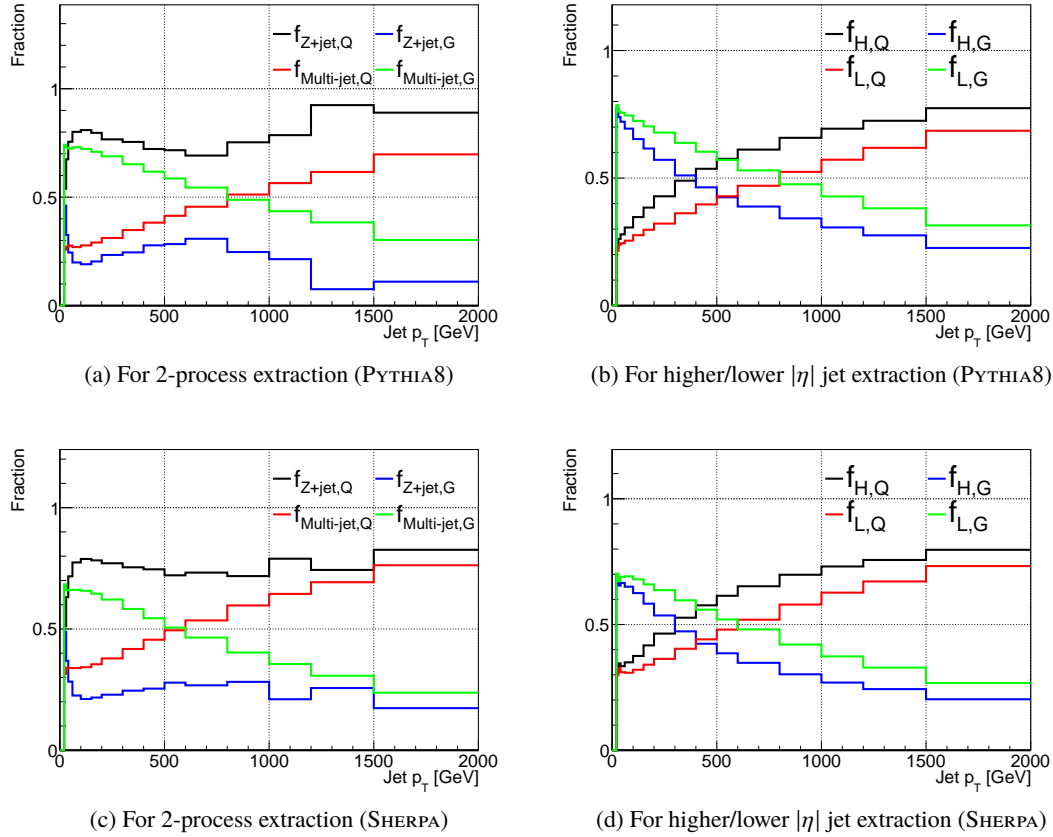 Fraction
f_Z+jet,Q f_Z+jet,G
f_Multi-jet,Q f_Multi-jet,G
1
0.5
0
0 500 1000 1500 2000
Jet p_T [GeV]
(a) For 2-process extraction (PYTHIA8)
Fraction
f_H,Q f_H,G
f_L,Q f_L,G
1
0.5
0
0 500 1000 1500 2000
Jet p_T [GeV]
(b) For higher/lower |η| jet extraction (PYTHIA8)
Fraction
f_Z+jet,Q f_Z+jet,G
f_Multi-jet,Q f_Multi-jet,G
1
0.5
0
0 500 1000 1500 2000
Jet p_T [GeV]
(c) For 2-process extraction (SHERPA)
Fraction
f_H,Q f_H,G
f_L,Q f_L,G
1
0.5
0
0 500 1000 1500 2000
Jet p_T [GeV]
(d) For higher/lower |η| jet extraction (SHERPA)